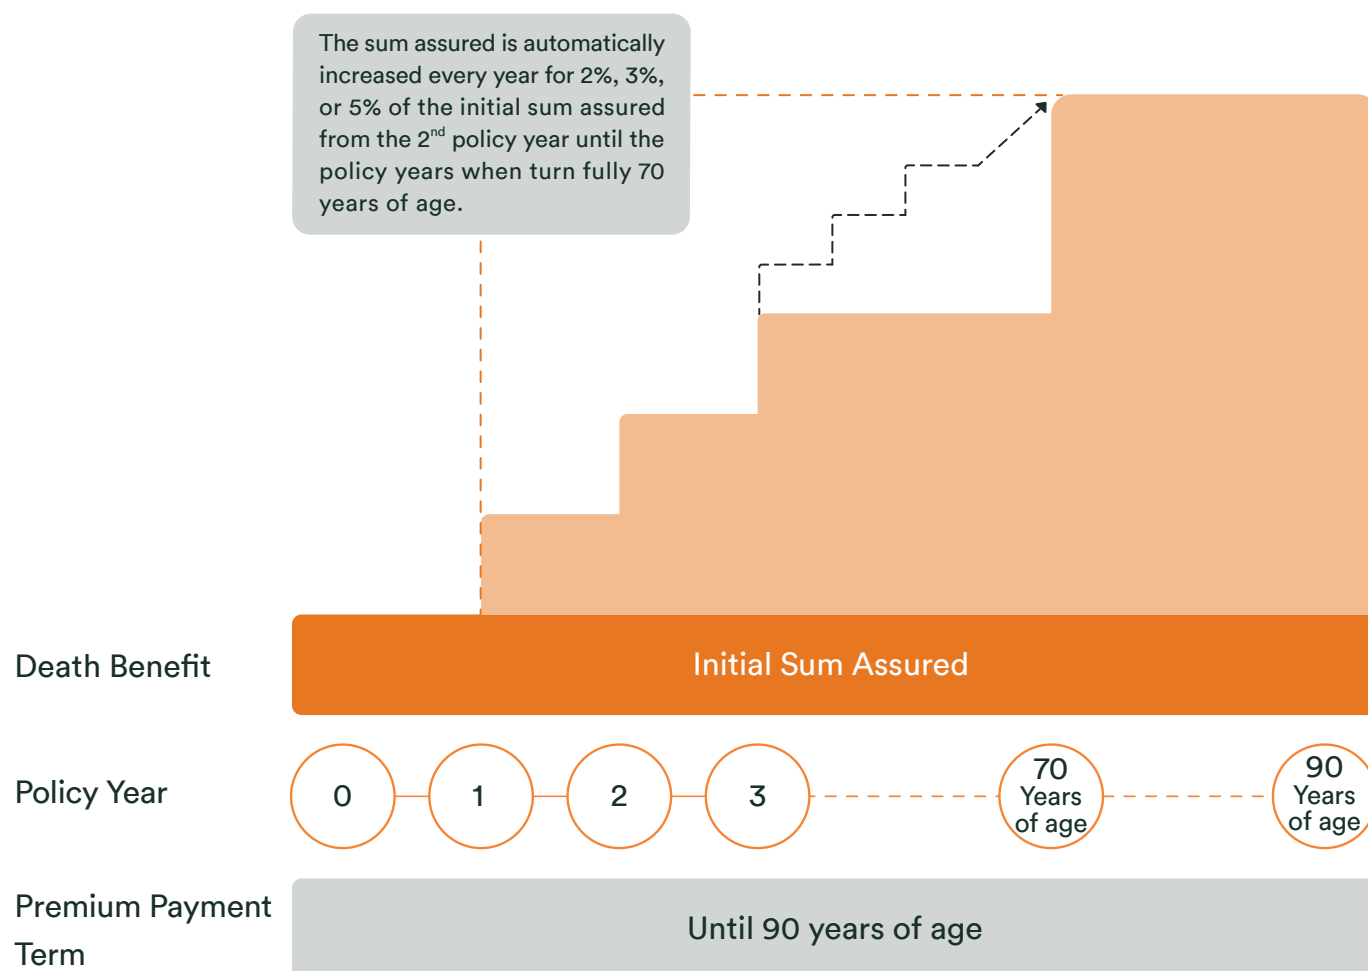 The sum assured is automatically
increased every year for 2%, 3%,
or 5% of the initial sum assured
from the 2nd policy year until the
policy years when turn fully 70
years of age.
Death Benefit
Initial Sum Assured
Policy Year
0
1
2
3
70
Years
of age
90
Years
of age
Premium Payment
Term
Until 90 years of age